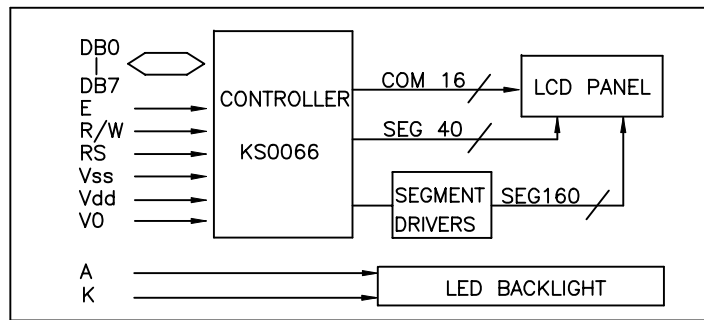 DB0
DB7
E
R/W
RS
Vss
Vdd
V0
CONTROLLER
KS0066
COM 16
SEG 40
SEGMENT
DRIVERS
SEG160
LCD PANEL
A
K
LED BACKLIGHT